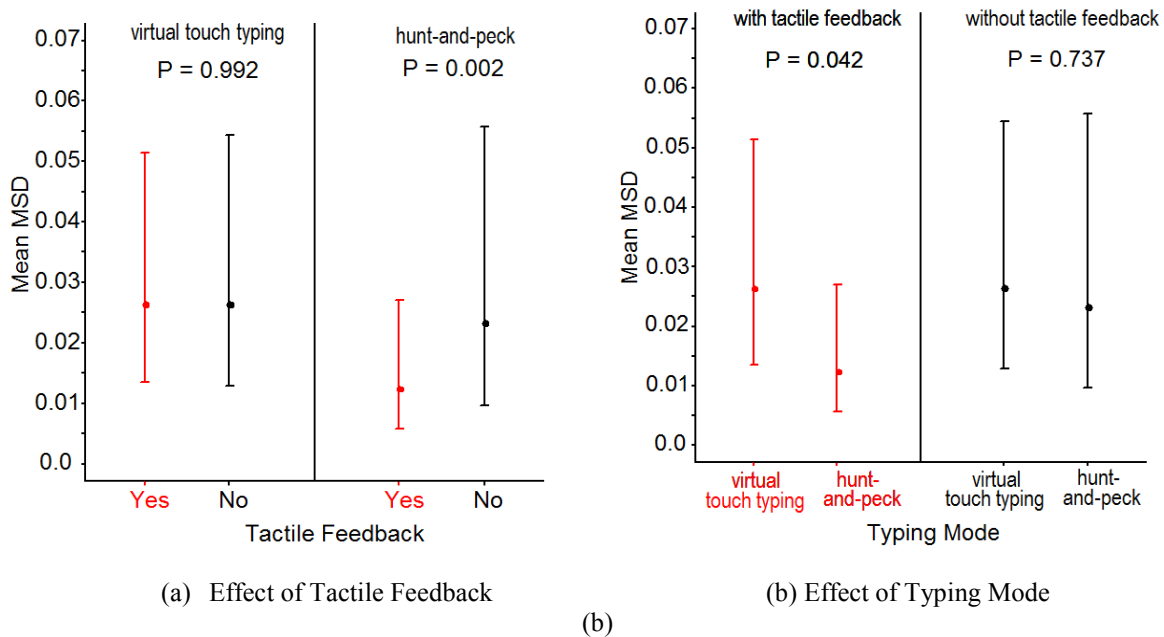 virtual touch typing
hunt-and-peck
P = 0.992
P = 0.002
0.07
0.06
0.05
0.04
0.03
0.02
0.01
0.0
Mean MSD
Yes
No
Yes
No
Tactile Feedback
(a) Effect of Tactile Feedback
with tactile feedback
without tactile feedback
P = 0.042
P = 0.737
0.07
0.06
0.05
0.04
0.03
0.02
0.01
0.0
Mean MSD
virtual
touch typing
hunt-
and-peck
virtual
touch typing
hunt-
and-peck
Typing Mode
(b) Effect of Typing Mode
(b)